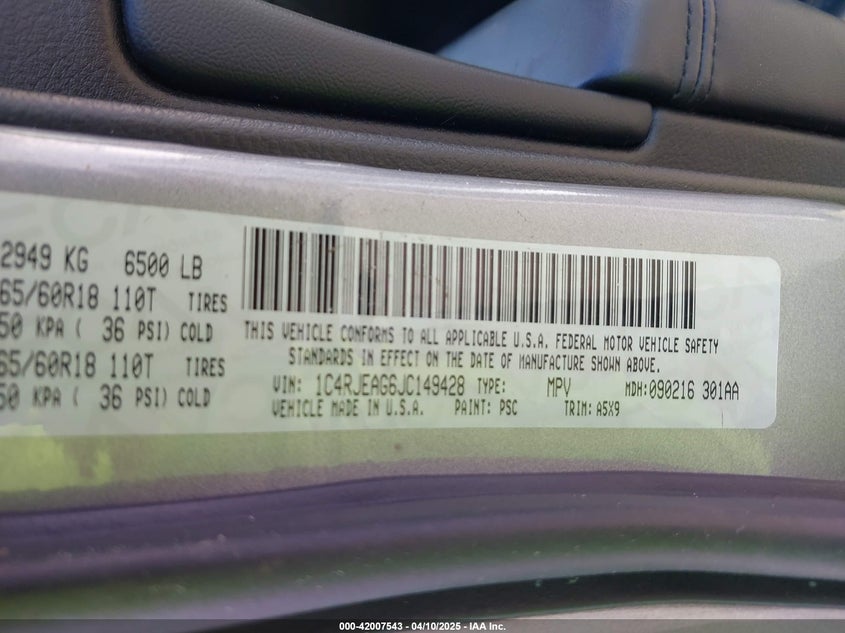 2949 KG 6500 LB
65/60R18 110T TIRES
50 KPA ( 36 PSI) COLD
65/60R18 110T TIRES
50 KPA ( 36 PSI) COLD
THIS VEHICLE CONFORMS TO ALL APPLICABLE U.S.A. FEDERAL MOTOR VEHICLE SAFETY
STANDARDS IN EFFECT ON THE DATE OF MANUFACTURE SHOWN ABOVE.
VIN: 1C4RJEAG6JC149428 TYPE: MPV MDH:090216 301AA
VEHICLE MADE IN U.S.A. PAINT: PSC TRIM: A5X9
000-42007543 - 04/10/2025 - IAA Inc.